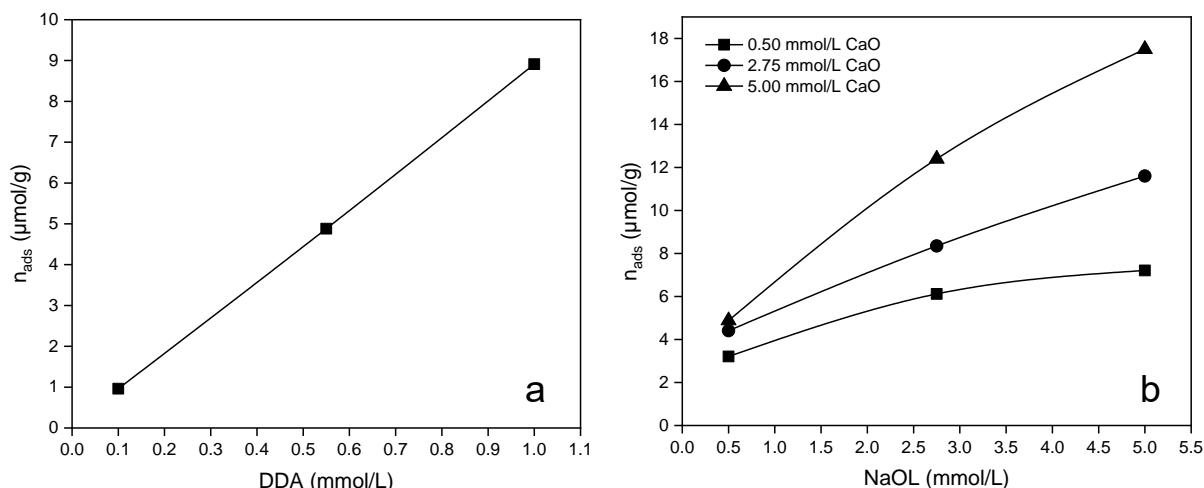 10
9
8
7
6
5
4
3
2
1
0
n_ads (μmol/g)
0.0 0.1 0.2 0.3 0.4 0.5 0.6 0.7 0.8 0.9 1.0 1.1
DDA (mmol/L)
a
0.50 mmol/L CaO
2.75 mmol/L CaO
5.00 mmol/L CaO
18
16
14
12
10
8
6
4
2
0
n_ads (μmol/g)
0.0 0.5 1.0 1.5 2.0 2.5 3.0 3.5 4.0 4.5 5.0 5.5
NaOL (mmol/L)
b